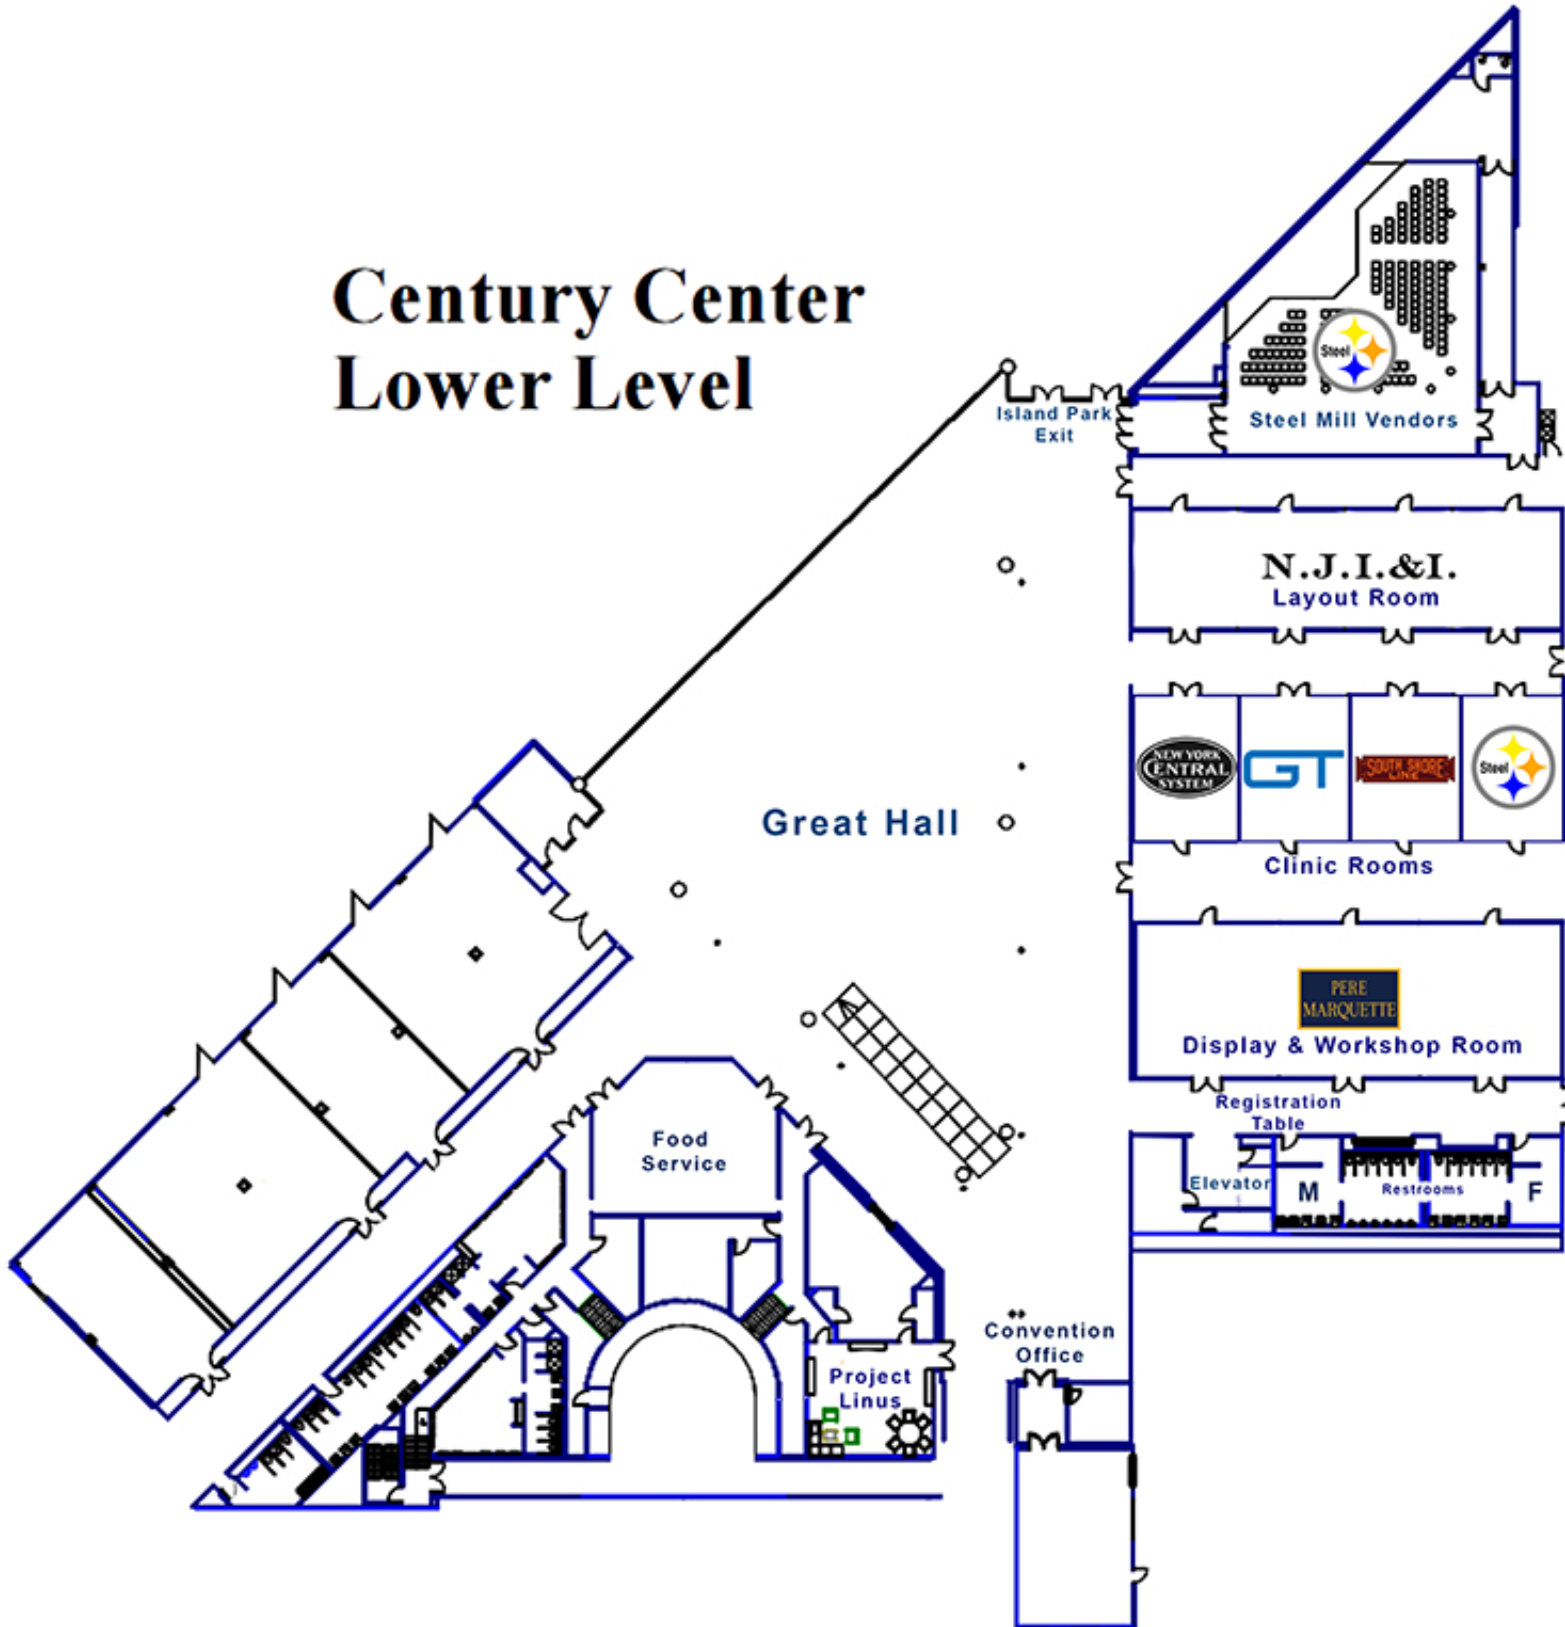 Century Center
Lower Level
Steel
Island Park
Exit
Steel Mill Vendors
N.J.I.&I.
Layout Room
NEW YORK
CENTRAL
SYSTEM
GT
SOUTH SHORE
LINE
Steel
Great Hall
Clinic Rooms
PERE
MARQUETTE
Display & Workshop Room
Registration
Table
Food
Service
Elevator
M
Restrooms
F
Convention
Office
Project
Linus